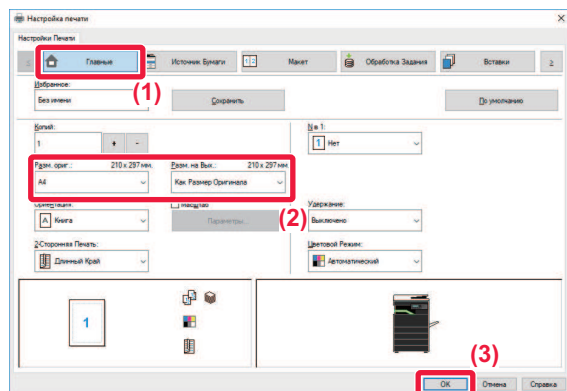 Настройка печати
Настройки Печати
Главные
Источник Бумаги
Макет
Обработка Задания
Вставки
(1)
Избранное:
Без имени
Сохранить
По умолчанию
Копий:
1
+ -
N в 1:
1 Нет
Разм. ориг.: 210 x 297 мм.
Разм. на Вых.: 210 x 297 мм.
A4
Как Размер Оригинала
(2)
Ориентация:
Масштаб
Удержание:
A Книга
Параметры...
Выключено
2-Сторонняя Печать:
Цветовой Режим:
Длинный Край
Автоматический
1
(3)
OK
Отмена
Справка